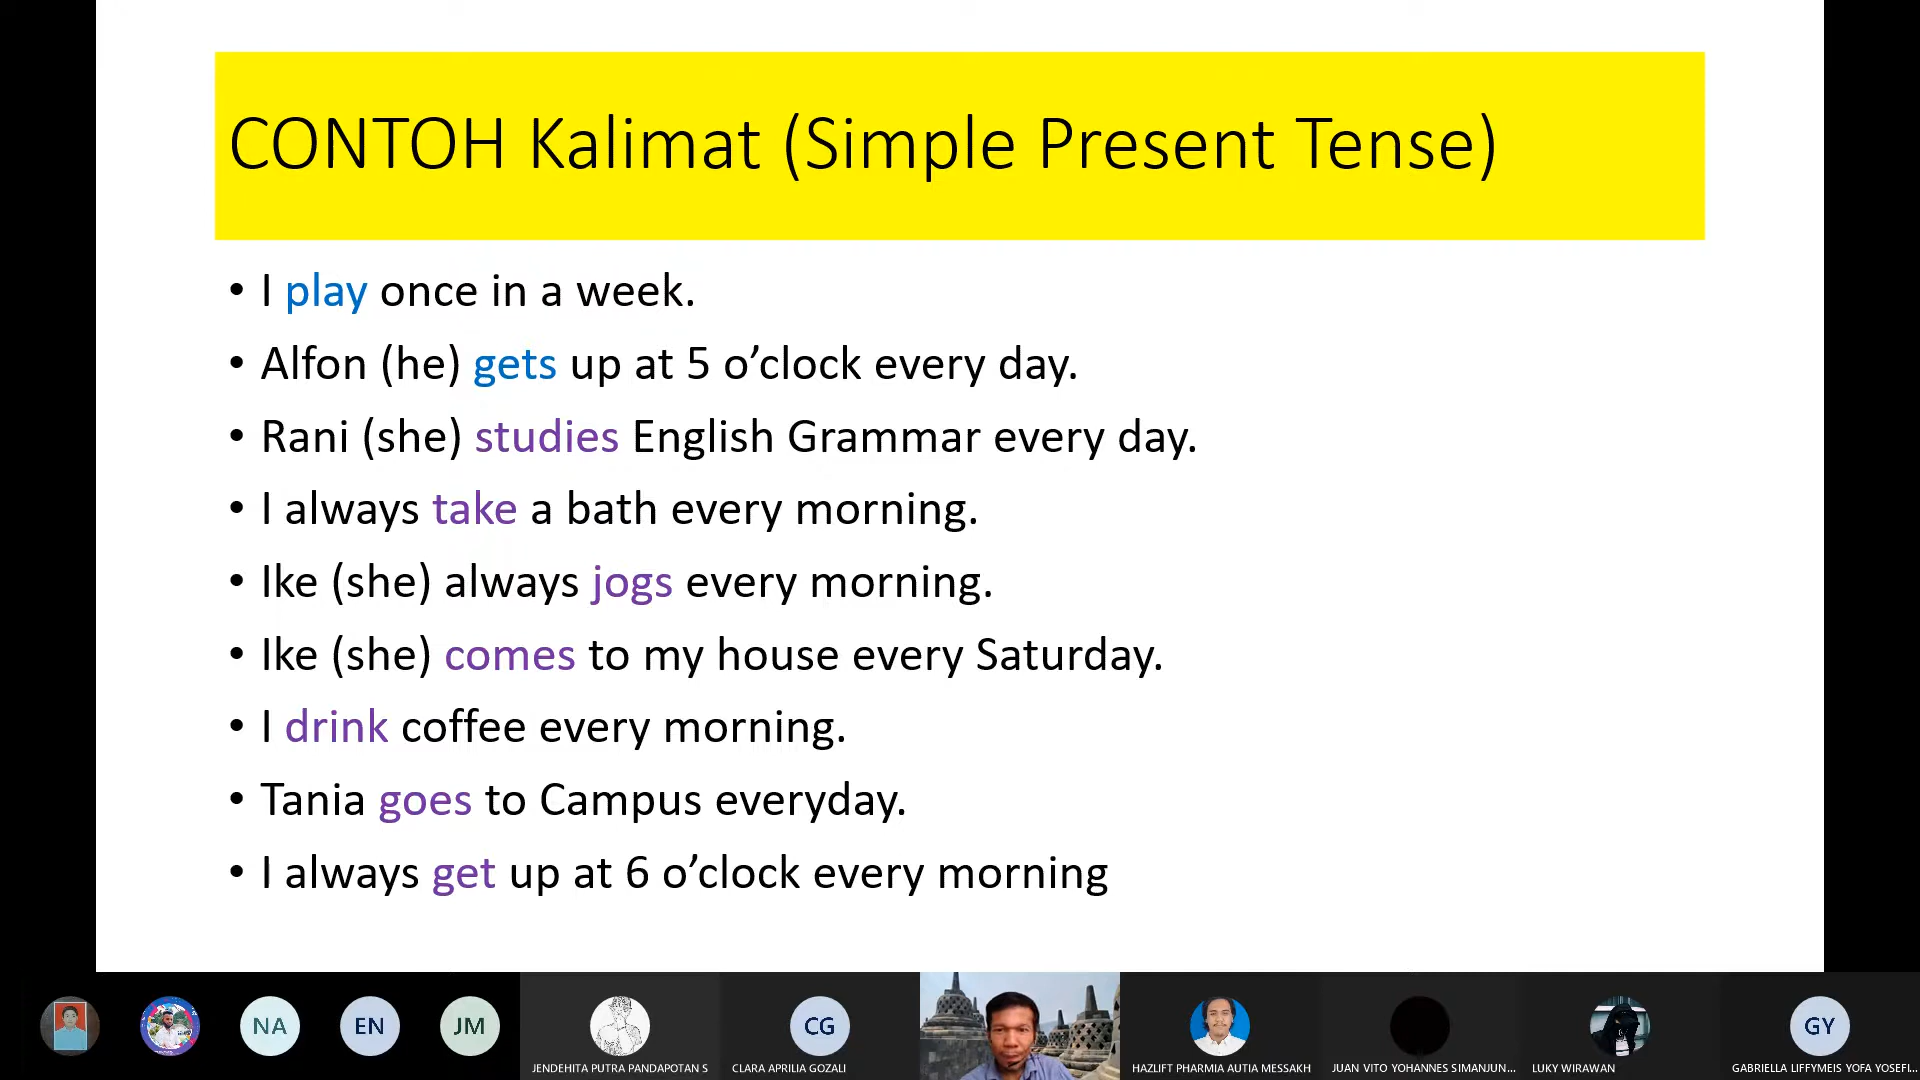 CONTOH Kalimat (Simple Present Tense)
• I play once in a week.
• Alfon (he) gets up at 5 o’clock every day.
• Rani (she) studies English Grammar every day.
• I always take a bath every morning.
• Ike (she) always jogs every morning.
• Ike (she) comes to my house every Saturday.
• I drink coffee every morning.
• Tania goes to Campus everyday.
• I always get up at 6 o’clock every morning
NA
EN
JM
CG
GY
JENDEHITA PUTRA PANDAPOTAN S
CLARA APRILIA GOZALI
HAZLIFT PHARMIA AUTIA MESSAKH
JUAN VITO YOHANNES SIMANJUN...
LUKY WIRAWAN
GABRIELLA LIFFYMEIS YOFA YOSEFI...